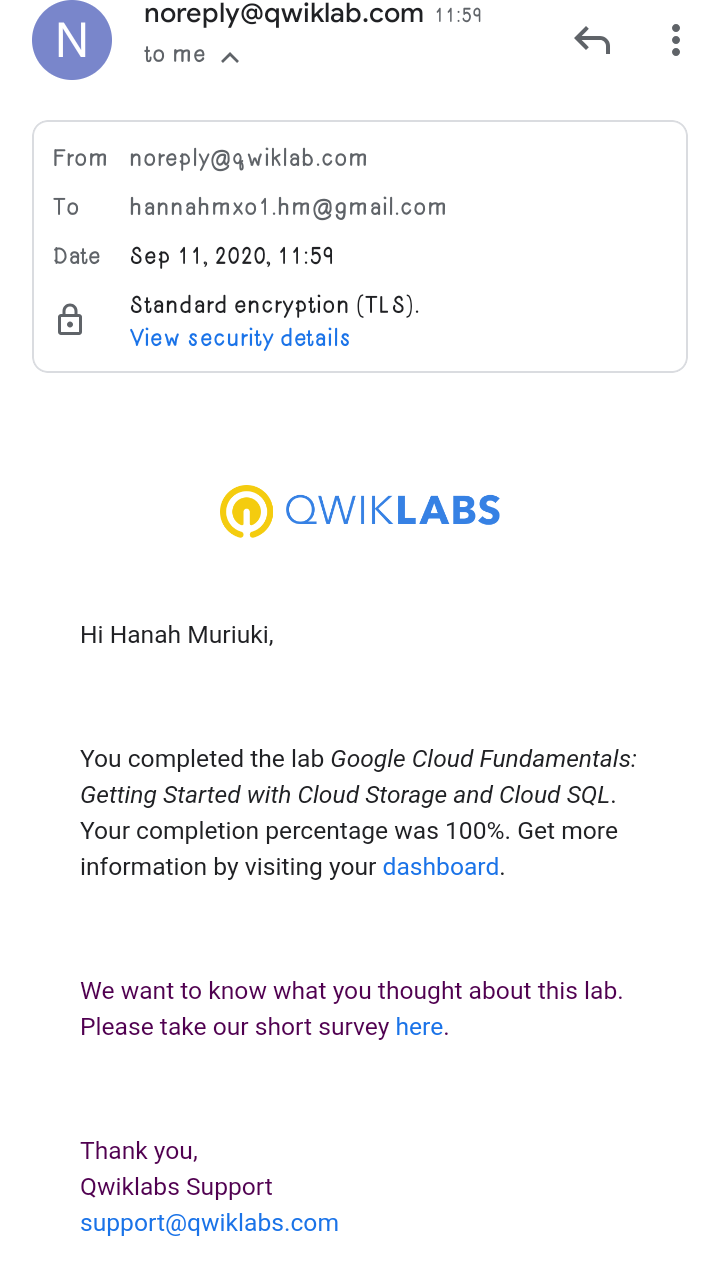 N
noreply@qwiklab.com 11:59
to me
From noreply@qwiklab.com
To hannahmxo1.hm@gmail.com
Date Sep 11, 2020, 11:59
Standard encryption (TLS).
View security details
QWIKLABS
Hi Hanah Muriuki,
You completed the lab Google Cloud Fundamentals:
Getting Started with Cloud Storage and Cloud SQL.
Your completion percentage was 100%. Get more
information by visiting your dashboard.
We want to know what you thought about this lab.
Please take our short survey here.
Thank you,
Qwiklabs Support
support@qwiklabs.com